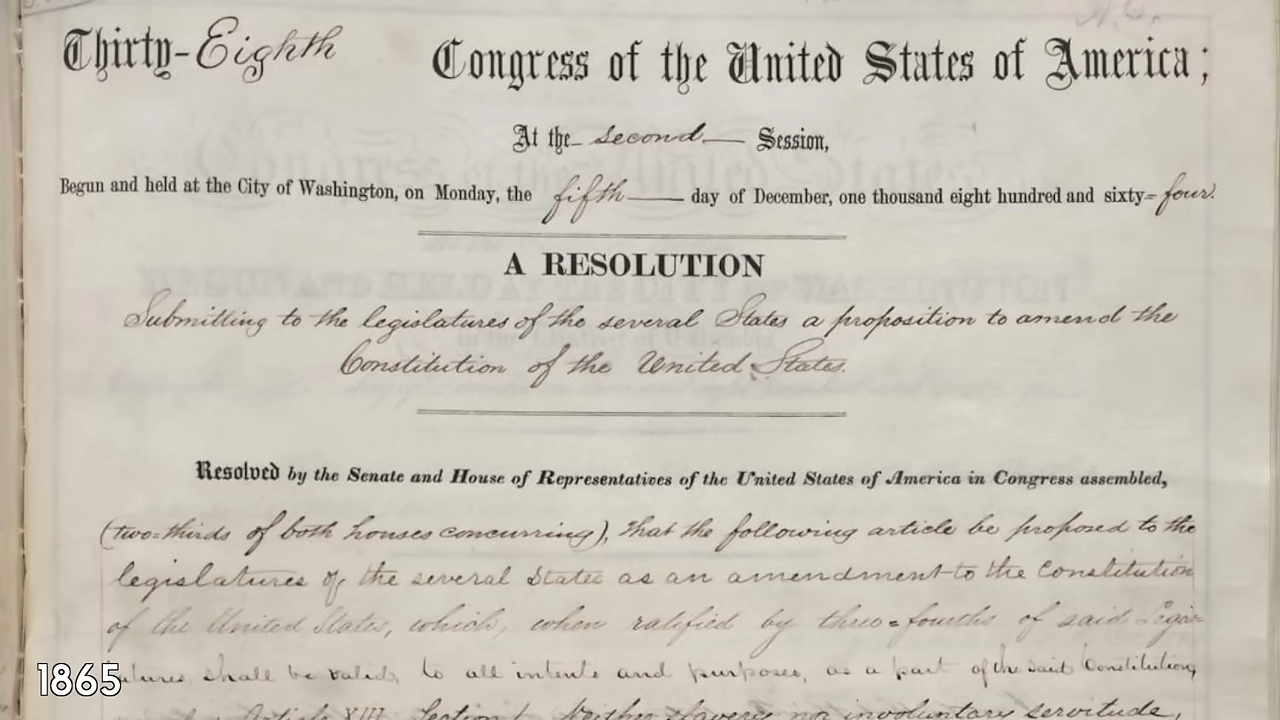 Thirty-Eighth Congress of the United States of America;
At the second Session,
Begun and held at the City of Washington, on Monday, the fifth day of December, one thousand eight hundred and sixty-four.
A RESOLUTION
Submitting to the legislatures of the several States a proposition to amend the
Constitution of the United States.
Resolved by the Senate and House of Representatives of the United States of America in Congress assembled,
(two-thirds of both houses concurring), that the following article be proposed to the
legislatures of the several States as an amendment to the Constitution
of the United States, which, when ratified by three-fourths of said Legis-
latures, shall be valid, to all intents and purposes, as a part of the said Constitution,
Article XIII. Section 1. Neither slavery nor involuntary servitude,
1865